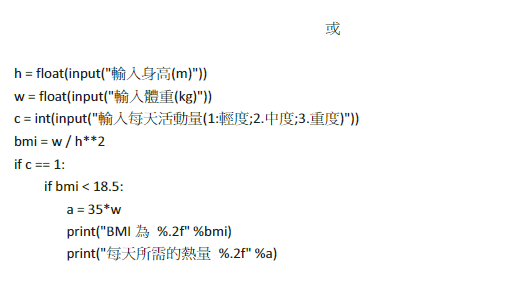 或
h = float(input("輸入身高(m)"))
w = float(input("輸入體重(kg)"))
c = int(input("輸入每天活動量(1:輕度;2.中度;3.重度)"))
bmi = w / h**2
if c == 1:
if bmi < 18.5:
a = 35*w
print("BMI 為  %.2f" %bmi)
print("每天所需的熱量  %.2f" %a)